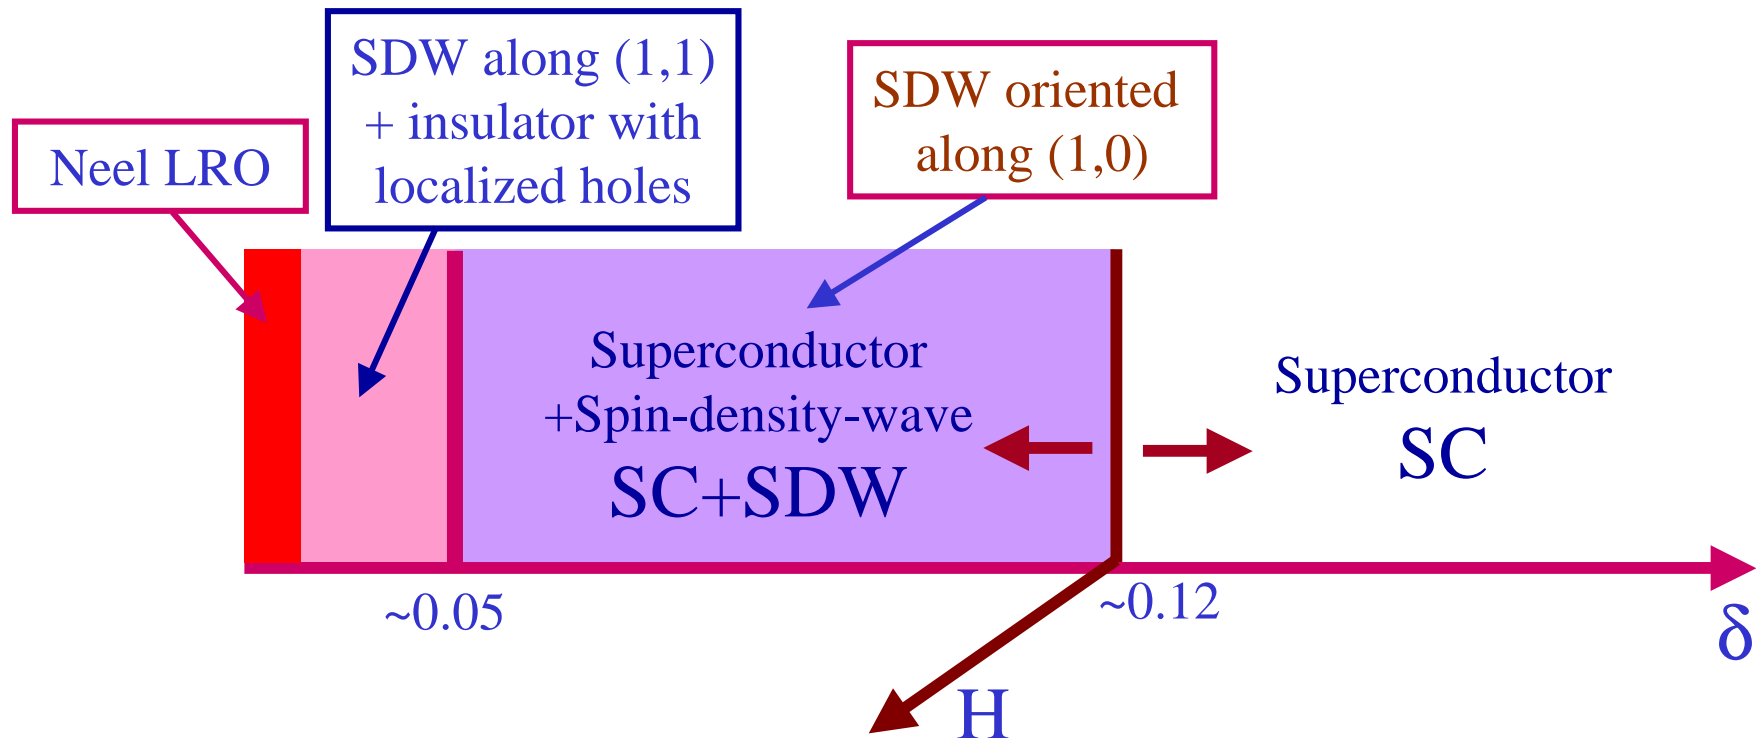 SDW along (1,1)
+ insulator with
localized holes
SDW oriented
along (1,0)
Neel LRO
Superconductor
+Spin-density-wave
SC+SDW
Superconductor
SC
~0.05
~0.12
δ
H